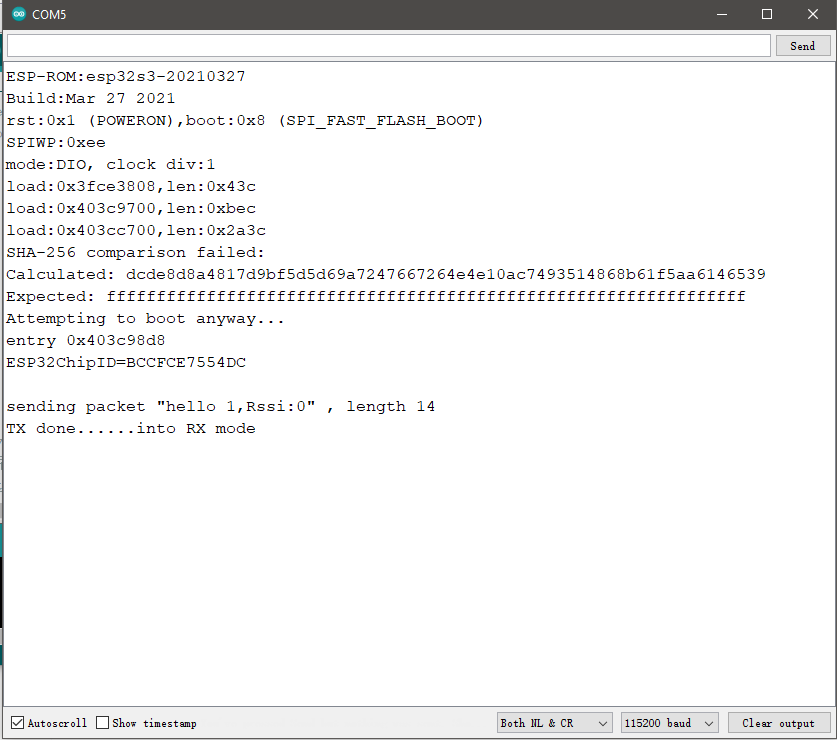 COM5
Send
ESP-ROM:esp32s3-20210327
Build:Mar 27 2021
rst:0x1 (POWERON),boot:0x8 (SPI_FAST_FLASH_BOOT)
SPIWP:0xee
mode:DIO, clock div:1
load:0x3fce3808,len:0x43c
load:0x403c9700,len:0xbec
load:0x403cc700,len:0x2a3c
SHA-256 comparison failed:
Calculated: dcde8d8a4817d9bf5d5d69a7247667264e4e10ac7493514868b61f5aa6146539
Expected: ffffffffffffffffffffffffffffffffffffffffffffffffffffffffffffffff
Attempting to boot anyway...
entry 0x403c98d8
ESP32ChipID=BCCFCE7554DC
sending packet "hello 1,Rssi:0" , length 14
TX done......into RX mode
Autoscroll Show timestamp Both NL & CR 115200 baud Clear output